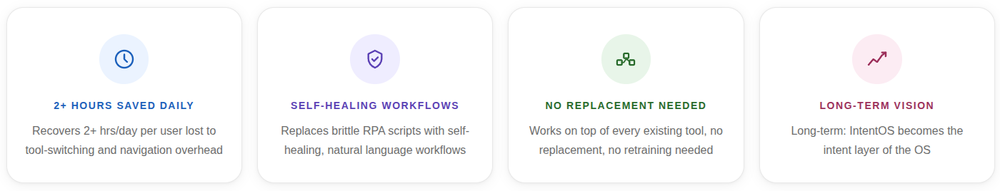 2+ HOURS SAVED DAILY
Recovers 2+ hrs/day per user lost to
tool-switching and navigation overhead
SELF-HEALING WORKFLOWS
Replaces brittle RPA scripts with self-
healing, natural language workflows
NO REPLACEMENT NEEDED
Works on top of every existing tool, no
replacement, no retraining needed
LONG-TERM VISION
Long-term: IntentOS becomes the
intent layer of the OS